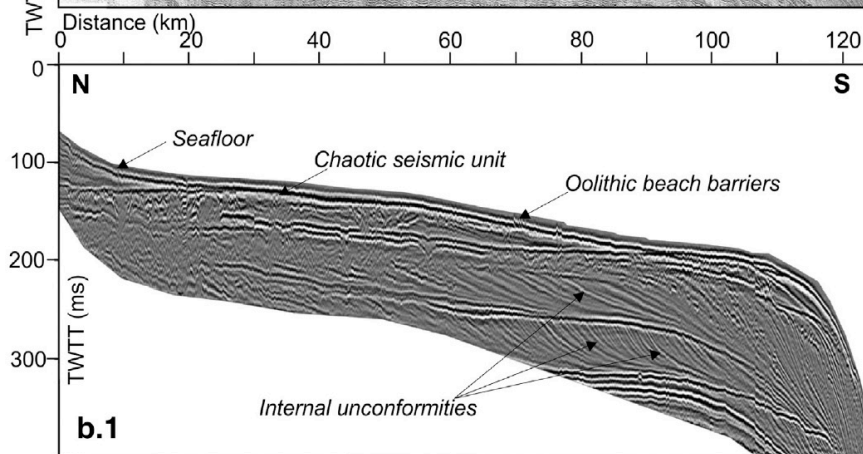 TWT
Distance (km)
0 20 40 60 80 100 120
0
N S
Seafloor
100
Chaotic seismic unit
Oolithic beach barriers
200
TWTT (ms)
300
Internal unconformities
b.1